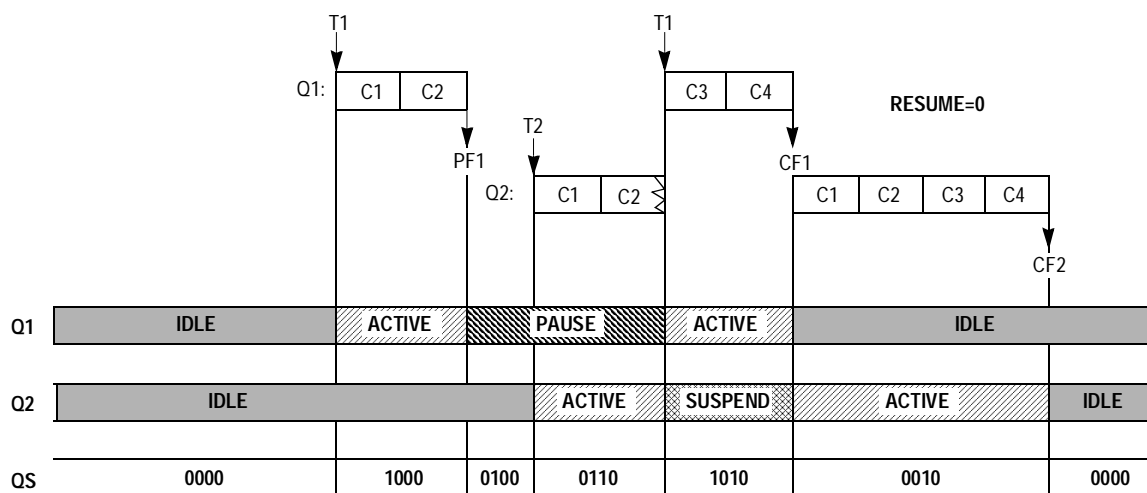 T1 T1
Q1: C1 C2 C3 C4 RESUME=0
T2
PF1 CF1
Q2: C1 C2 C1 C2 C3 C4
CF2
Q1 IDLE ACTIVE PAUSE ACTIVE IDLE
Q2 IDLE ACTIVE SUSPEND ACTIVE IDLE
QS 0000 1000 0100 0110 1010 0010 0000